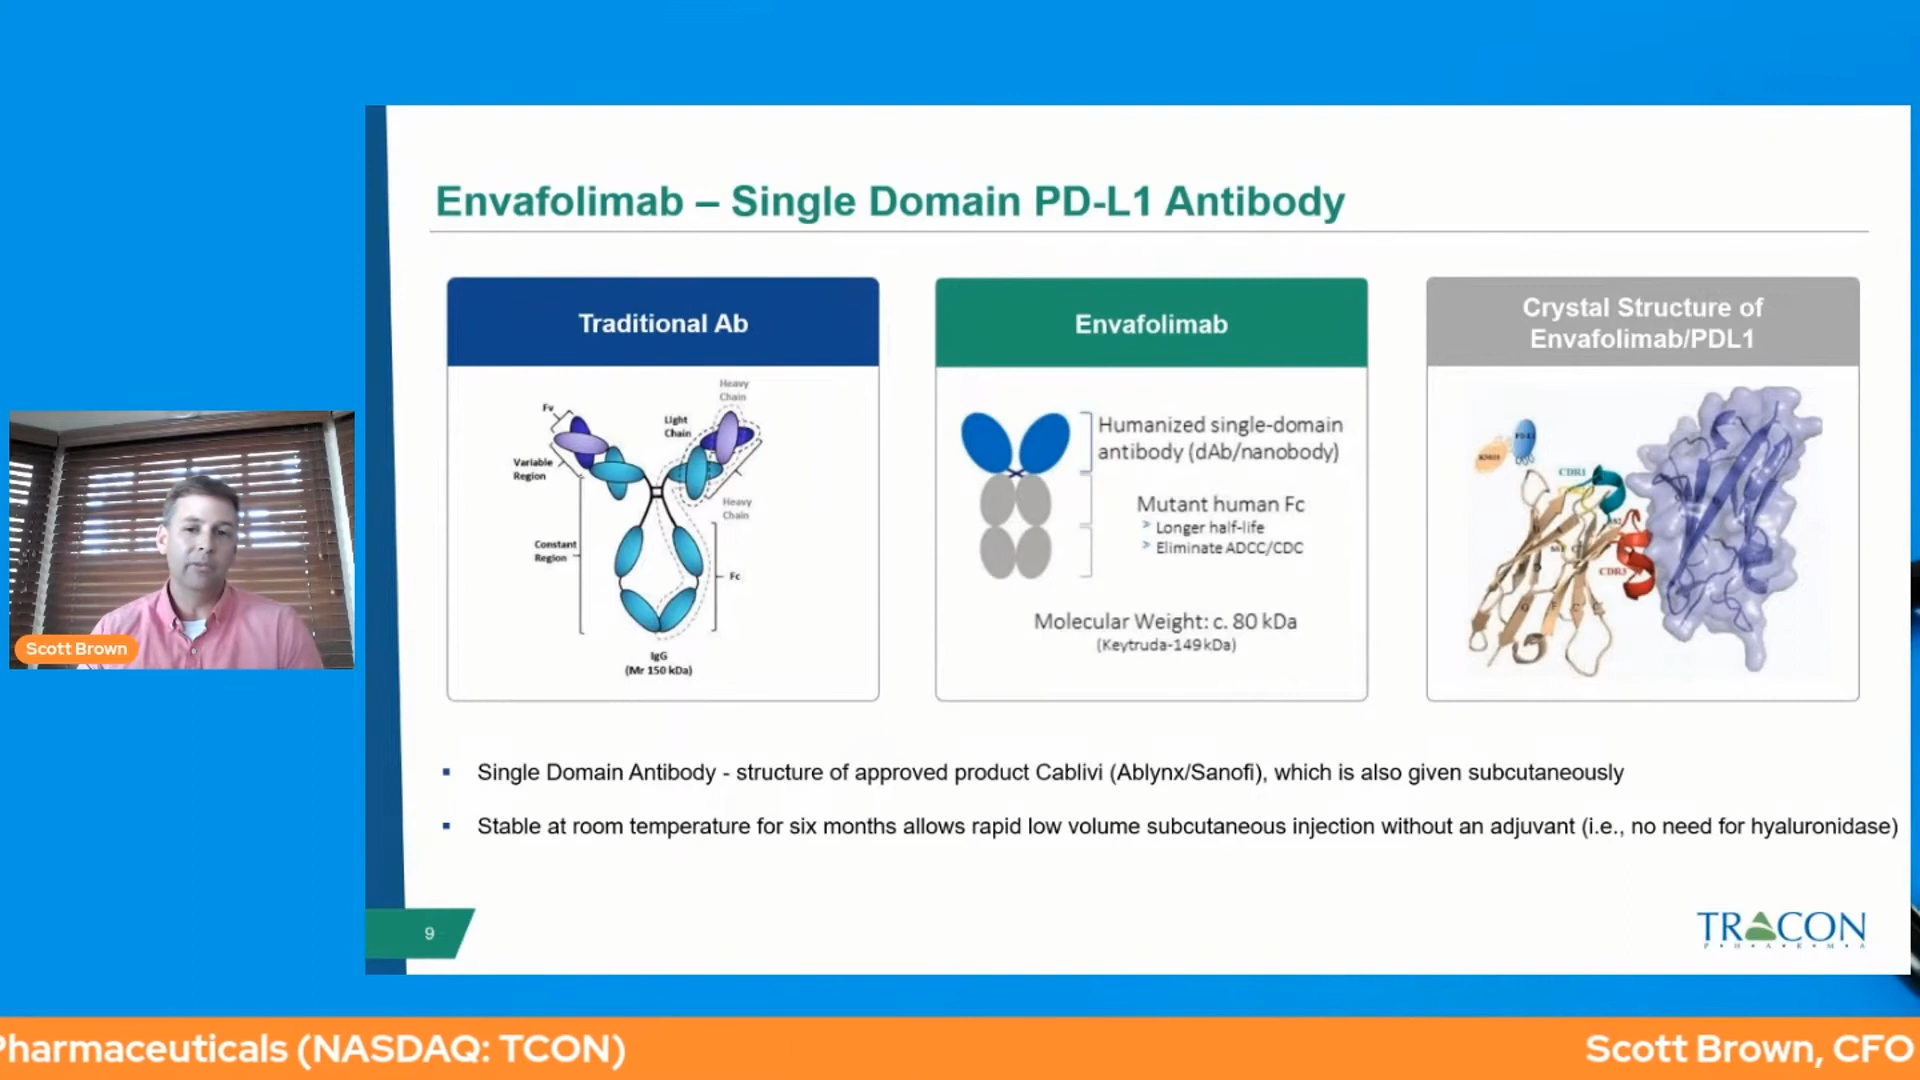 Envafolimab – Single Domain PD-L1 Antibody
Traditional Ab
Heavy
Chain
Fv
Light
Chain
Variable
Region
Heavy
Chain
Constant
Region
Fc
IgG
(Mr 150 kDa)
Envafolimab
Humanized single-domain
antibody (dAb/nanobody)
Mutant human Fc
> Longer half-life
> Eliminate ADCC/CDC
Molecular Weight: c. 80 kDa
(Keytruda-149kDa)
Crystal Structure of
Envafolimab/PDL1
CDR1
CDR3
▪ Single Domain Antibody - structure of approved product Cablivi (Ablynx/Sanofi), which is also given subcutaneously
▪ Stable at room temperature for six months allows rapid low volume subcutaneous injection without an adjuvant (i.e., no need for hyaluronidase)
9
TRACON
P•H•A•R•M•A
Scott Brown
Pharmaceuticals (NASDAQ: TCON)
Scott Brown, CFO